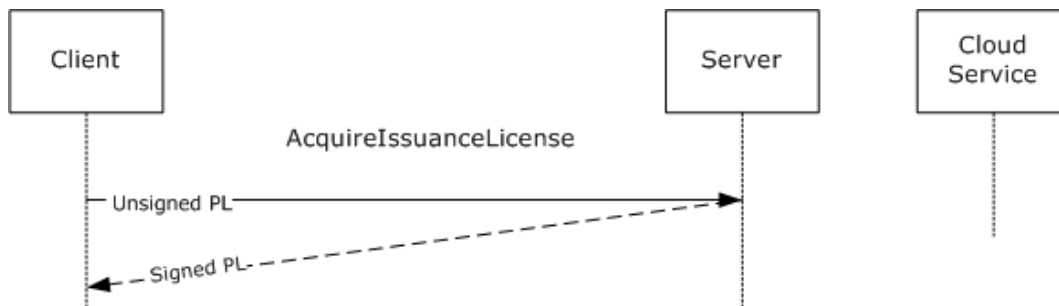 Client
Server
Cloud
Service
AcquireIssuanceLicense
Unsigned PL
Signed PL